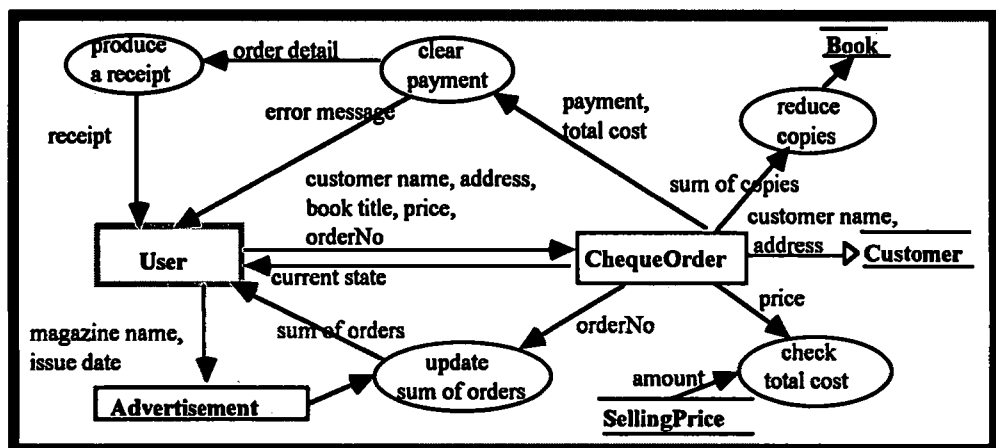 produce
a receipt
order detail
clear
payment
Book
receipt
error message
payment,
total cost
reduce
copies
customer name, address,
book title, price,
orderNo
sum of copies
customer name,
address
User
ChequeOrder
Customer
current state
magazine name,
issue date
sum of orders
orderNo
price
update
sum of orders
check
total cost
amount
Advertisement
SellingPrice